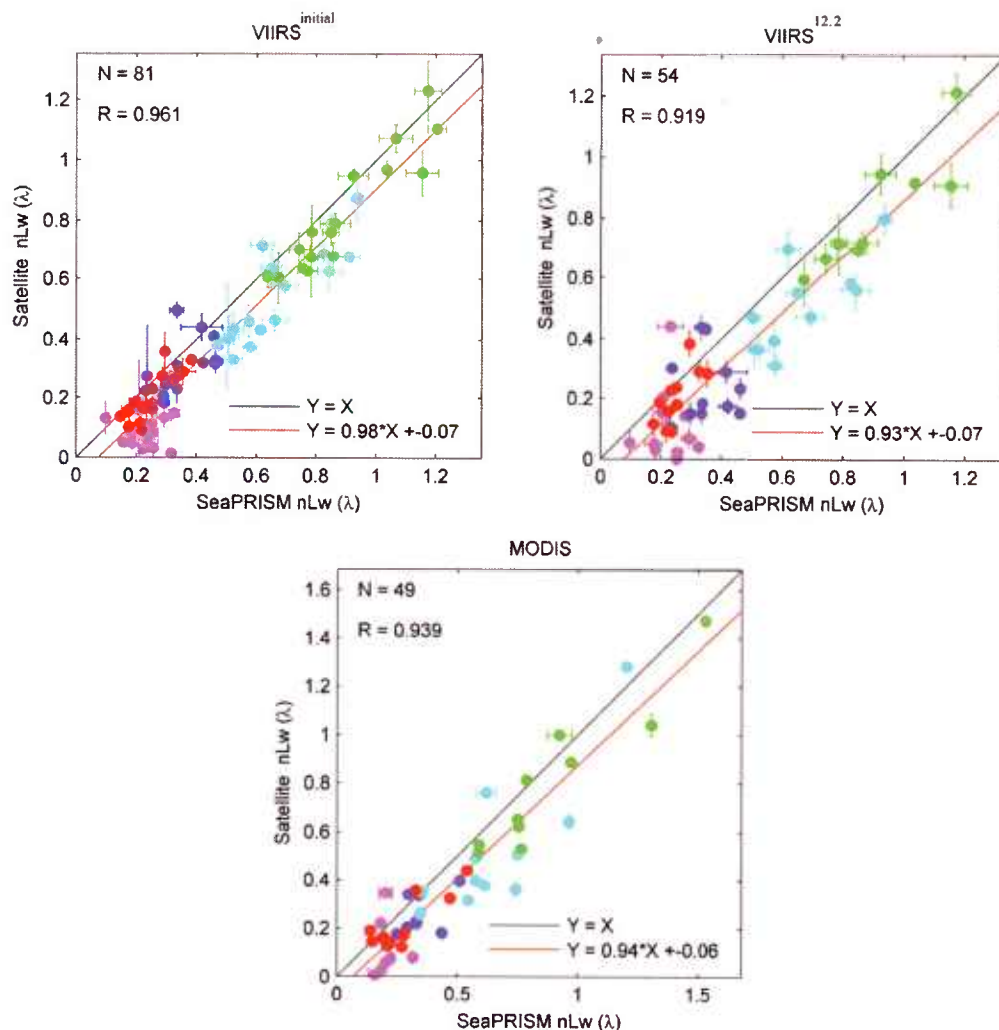 VIIRS^initial
N = 81
R = 0.961
1.2
1
0.8
0.6
0.4
0.2
0
Satellite nLw (λ)
Y = X
Y = 0.98*X +-0.07
0 0.2 0.4 0.6 0.8 1 1.2
SeaPRISM nLw (λ)
VIIRS^12.2
N = 54
R = 0.919
1.2
1
0.8
0.6
0.4
0.2
0
Satellite nLw (λ)
Y = X
Y = 0.93*X +-0.07
0 0.2 0.4 0.6 0.8 1 1.2
SeaPRISM nLw (λ)
MODIS
N = 49
R = 0.939
1.6
1.4
1.2
1
0.8
0.6
0.4
0.2
0
Satellite nLw (λ)
Y = X
Y = 0.94*X +-0.06
0 0.5 1 1.5
SeaPRISM nLw (λ)